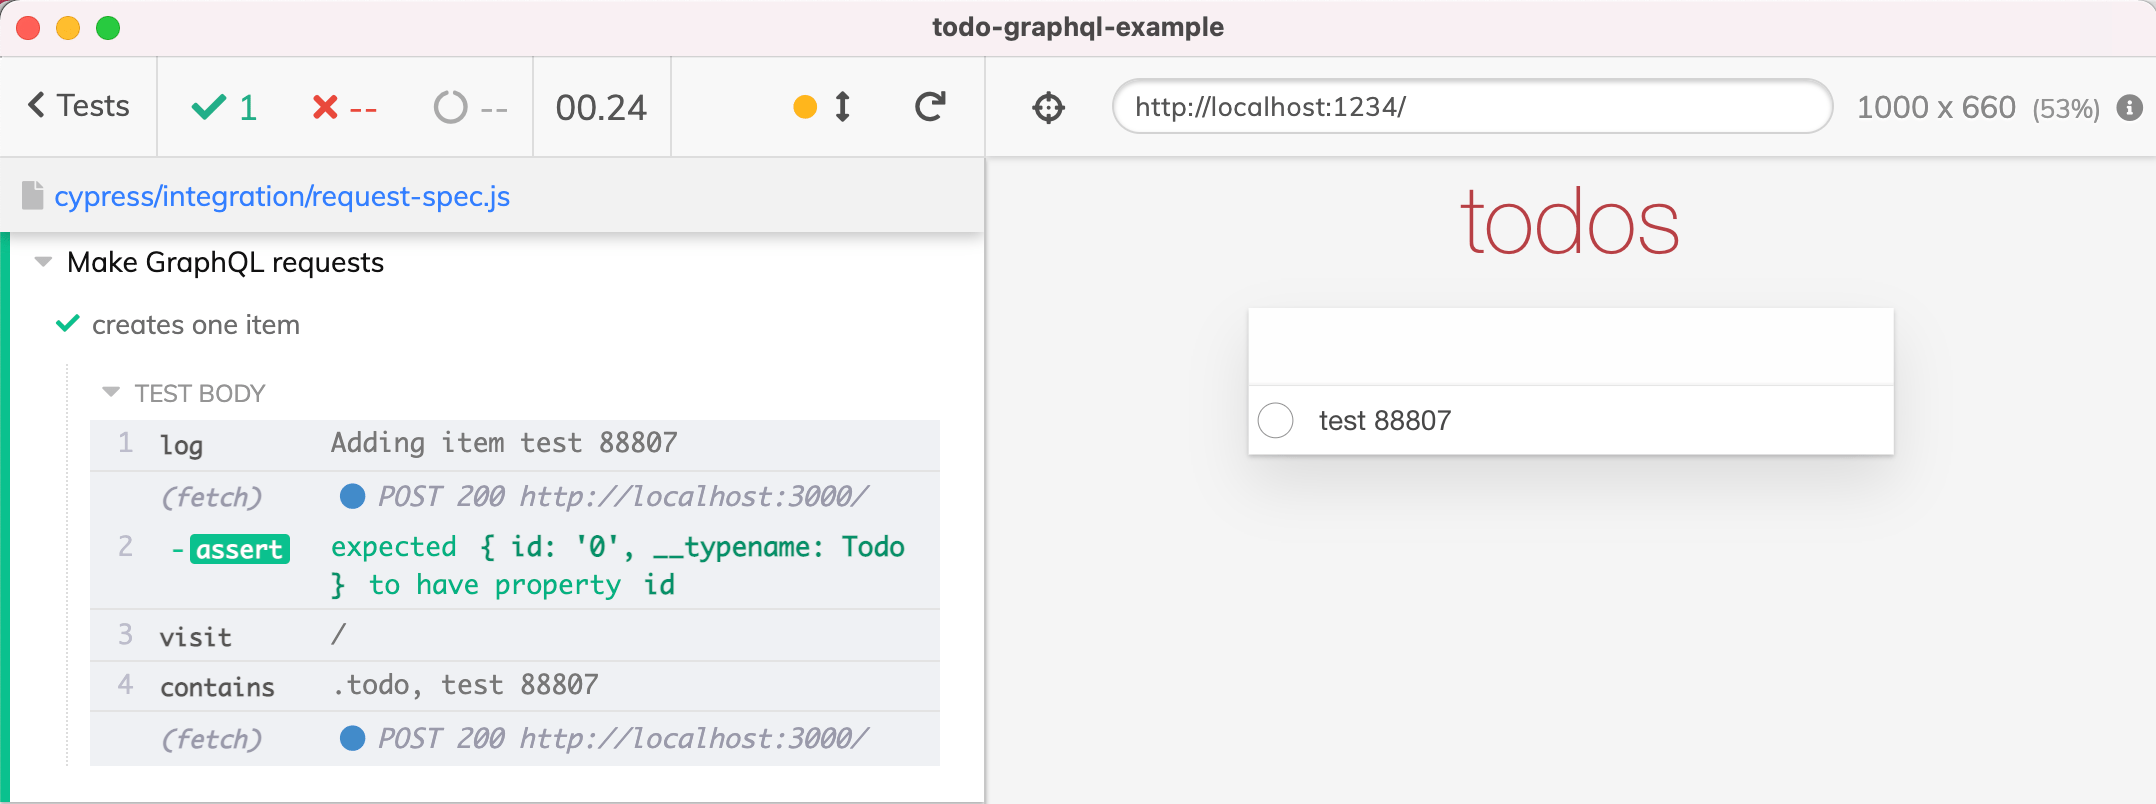 todo-graphql-example
Tests
1
--
--
00.24
http://localhost:1234/
1000 x 660 (53%)
cypress/integration/request-spec.js
Make GraphQL requests
creates one item
TEST BODY
1 log Adding item test 88807
(fetch) POST 200 http://localhost:3000/
2 -assert expected { id: '0', __typename: Todo
} to have property id
3 visit /
4 contains .todo, test 88807
(fetch) POST 200 http://localhost:3000/
todos
test 88807